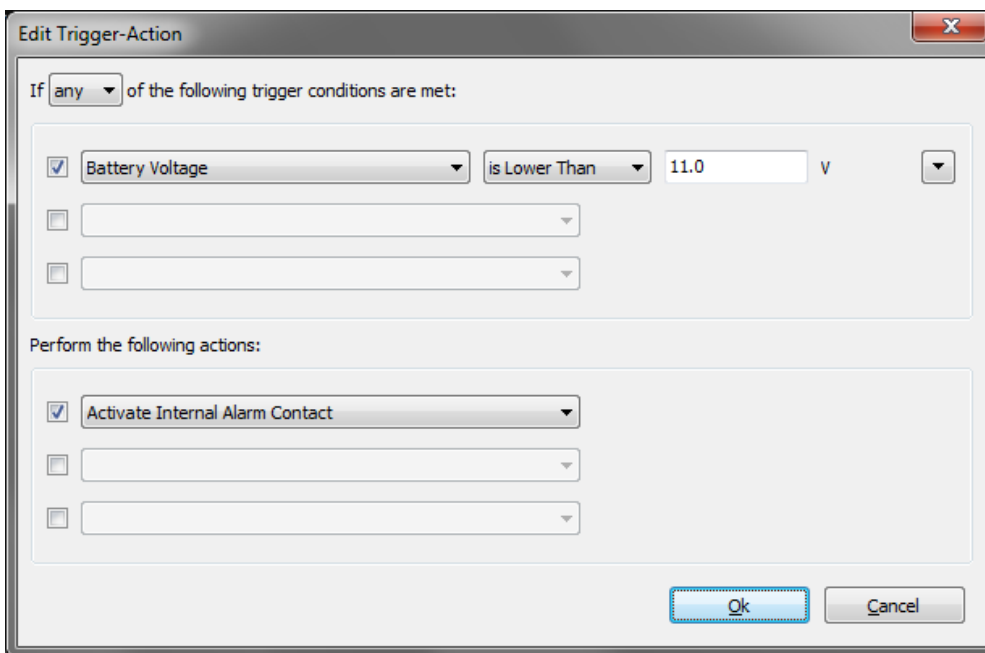 Edit Trigger-Action
If any of the following trigger conditions are met:
Battery Voltage is Lower Than 11.0 V
Perform the following actions:
Activate Internal Alarm Contact
Ok Cancel